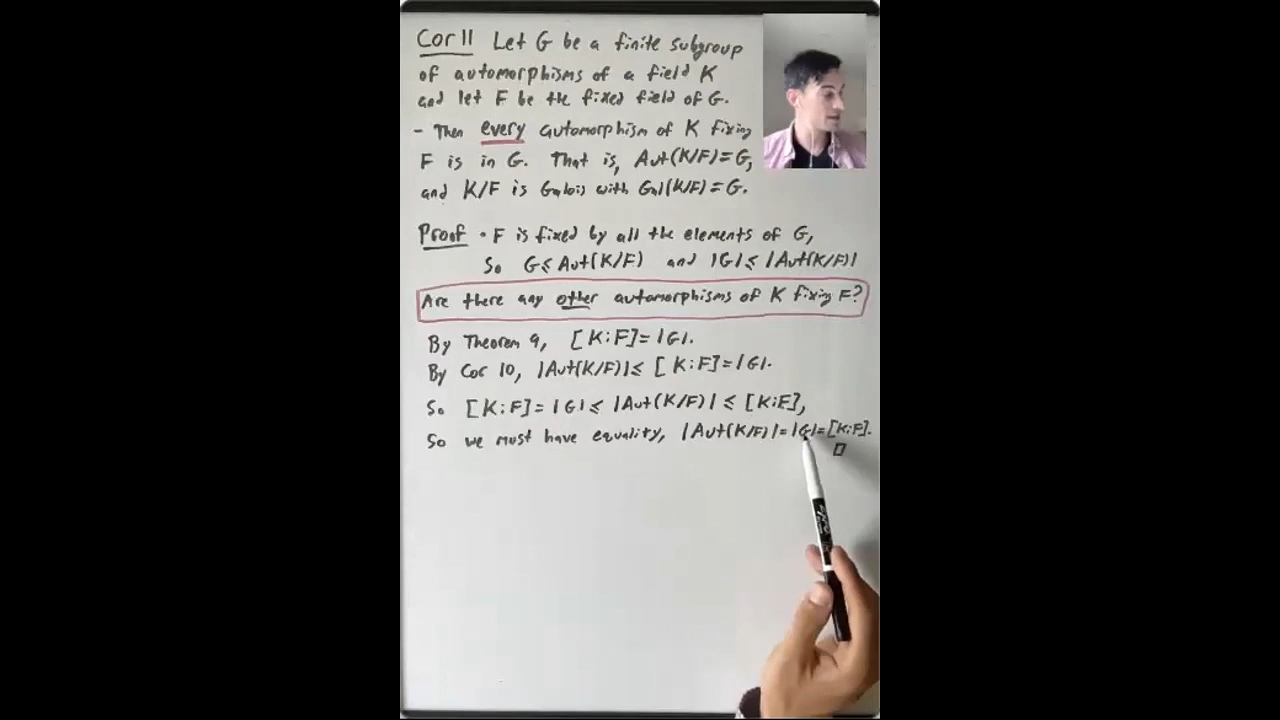 Cor 11 Let G be a finite subgroup
of automorphisms of a field K
and let F be the fixed field of G.
- Then every automorphism of K fixing
F is in G. That is, Aut(K/F)=G,
and K/F is Galois with Gal(K/F)=G.
Proof • F is fixed by all the elements of G,
So G≤Aut(K/F) and |G|≤|Aut(K/F)|
Are there any other automorphisms of K fixing F?
By Theorem 9, [K:F]=|G|.
By Cor 10, |Aut(K/F)|≤[K:F]=|G|.
So [K:F]=|G|≤|Aut(K/F)|≤[K:F],
So we must have equality, |Aut(K/F)|=|G|=[K:F].
□